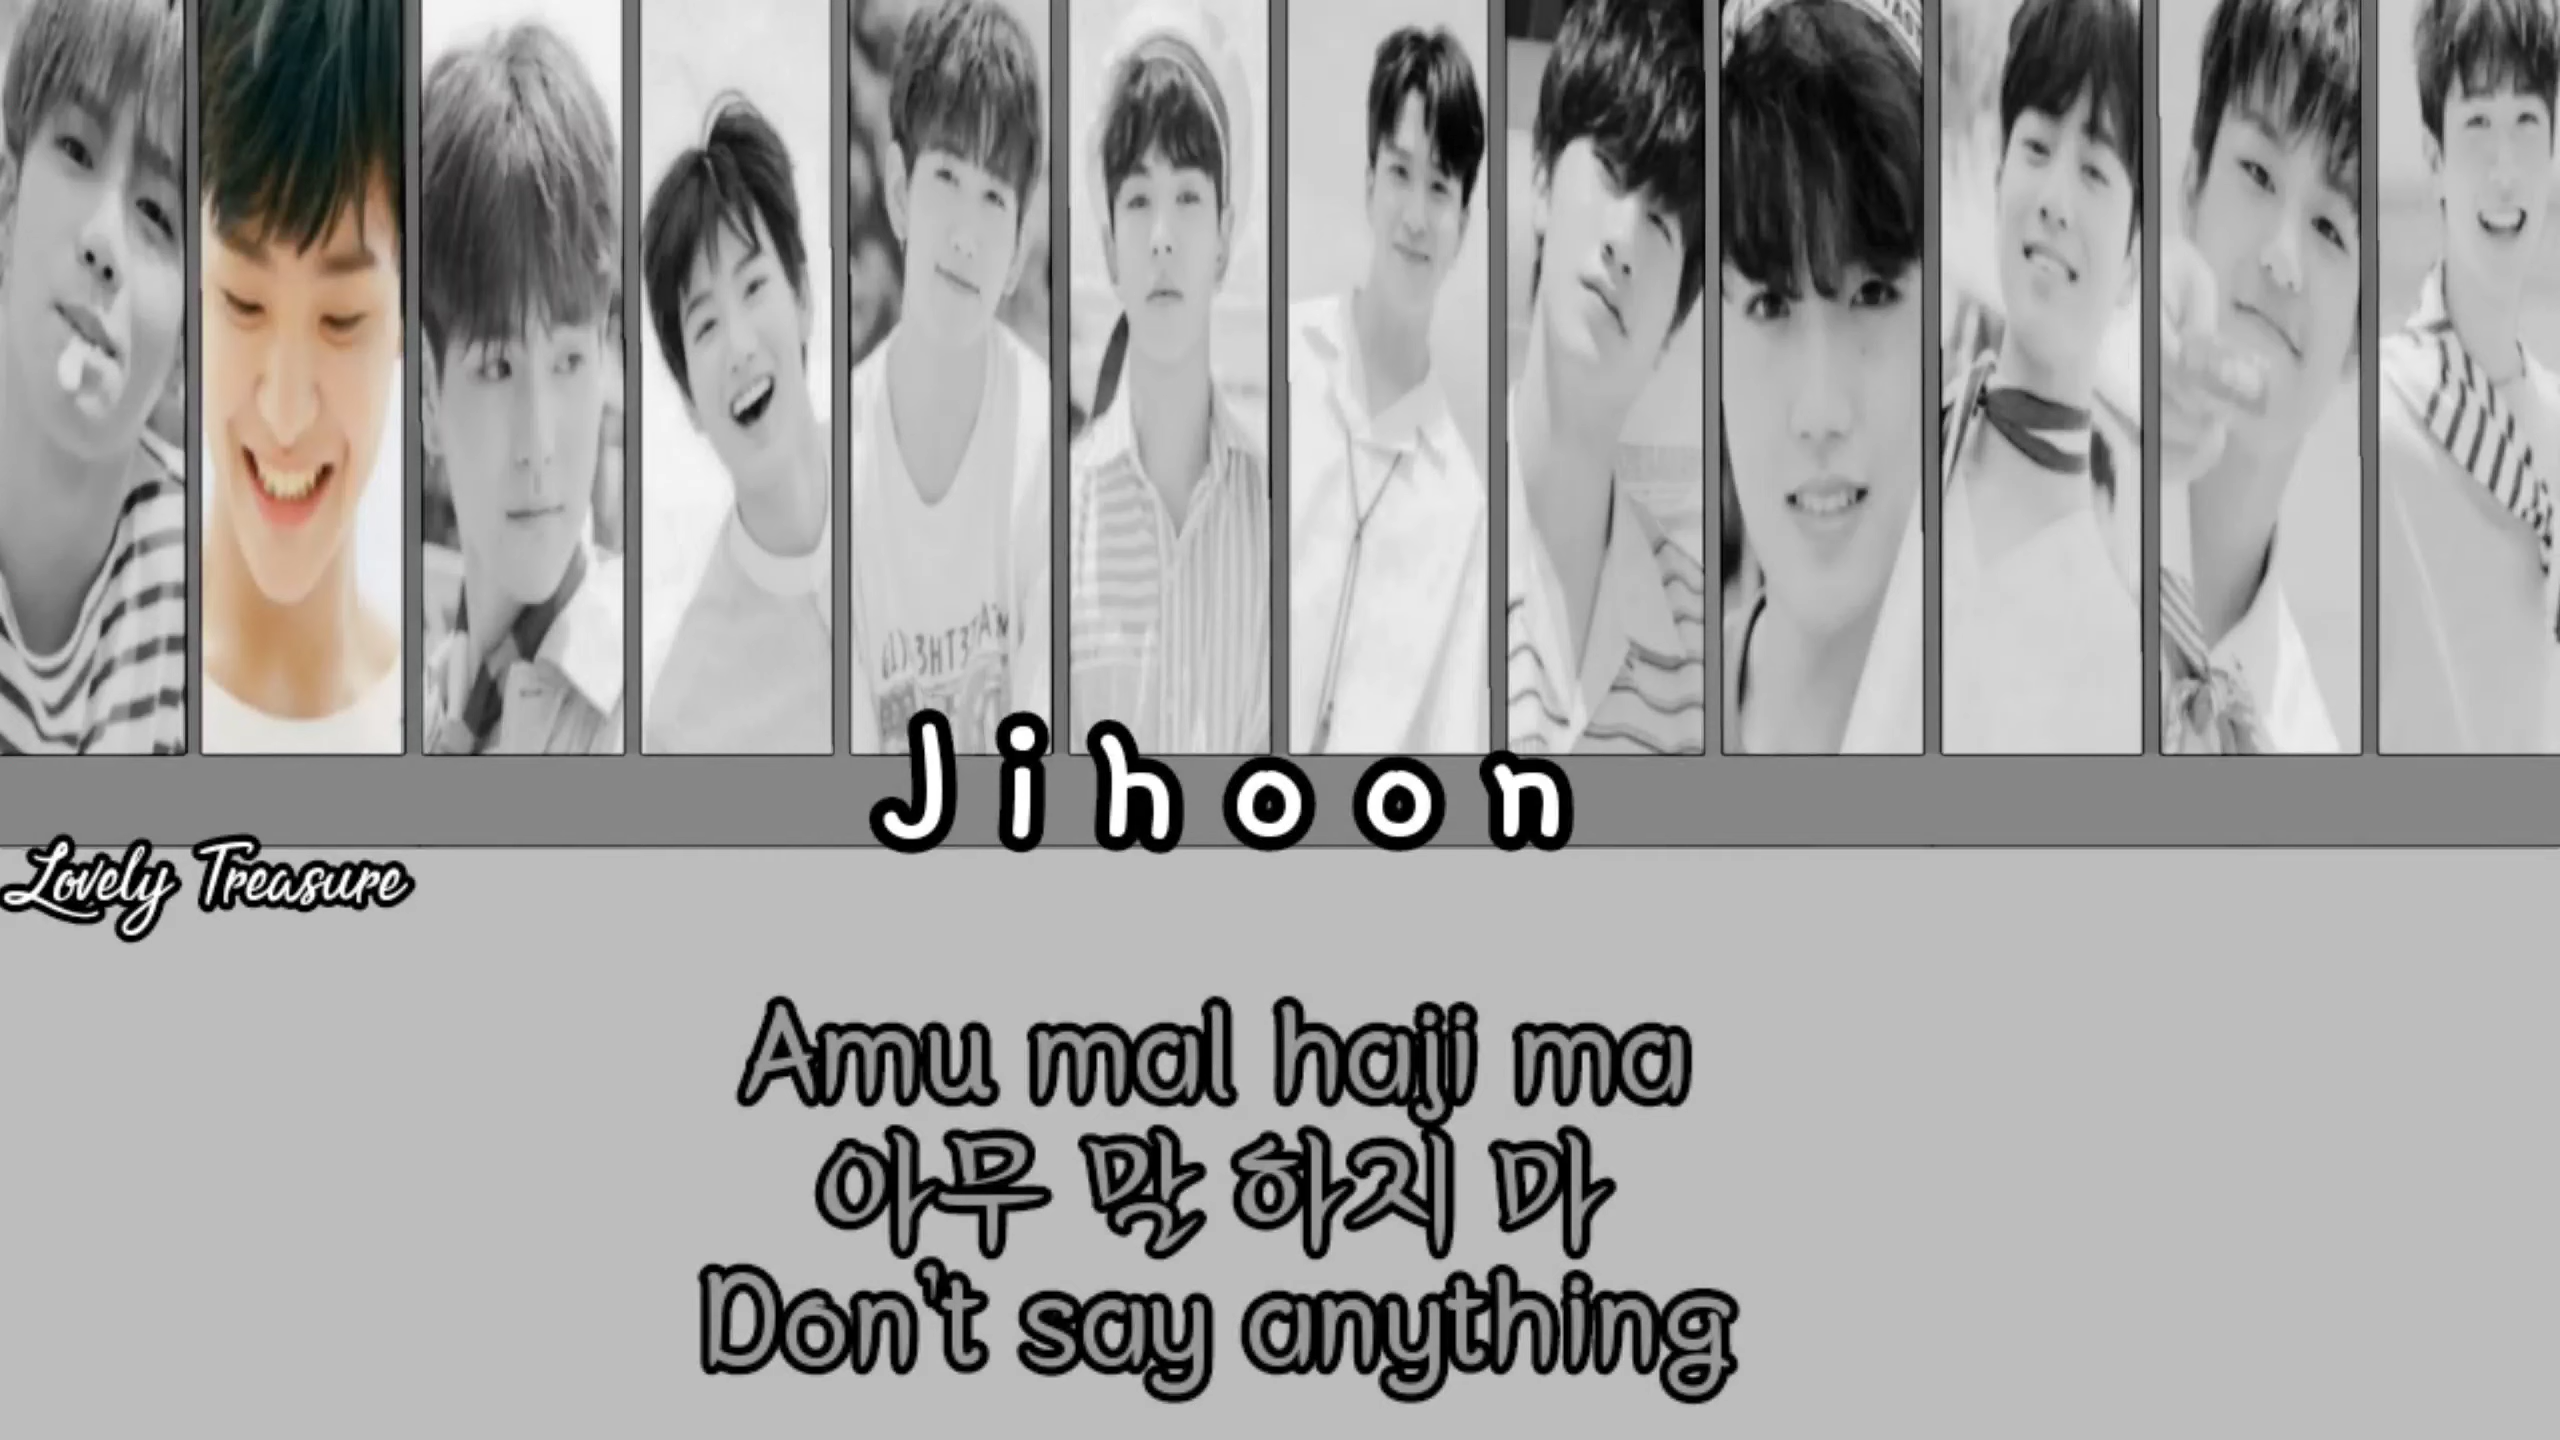 Jihoon
Lovely Treasure
Amu mal haji ma
아무 말 하지 마
Don't say anything